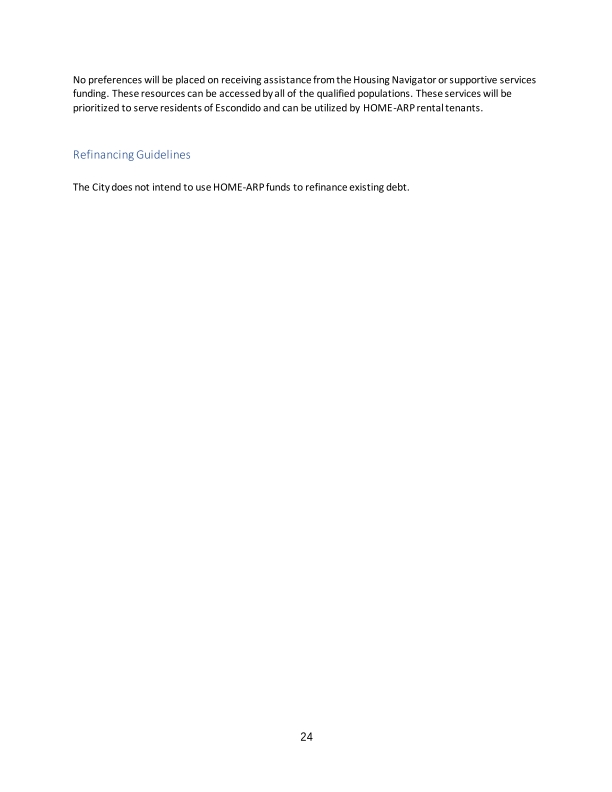 No preferences will be placed on receiving assistance from the Housing Navigator or supportive services
funding. These resources can be accessed by all of the qualified populations. These services will be
prioritized to serve residents of Escondido and can be utilized by HOME-ARP rental tenants.
Refinancing Guidelines
The City does not intend to use HOME-ARP funds to refinance existing debt.
24